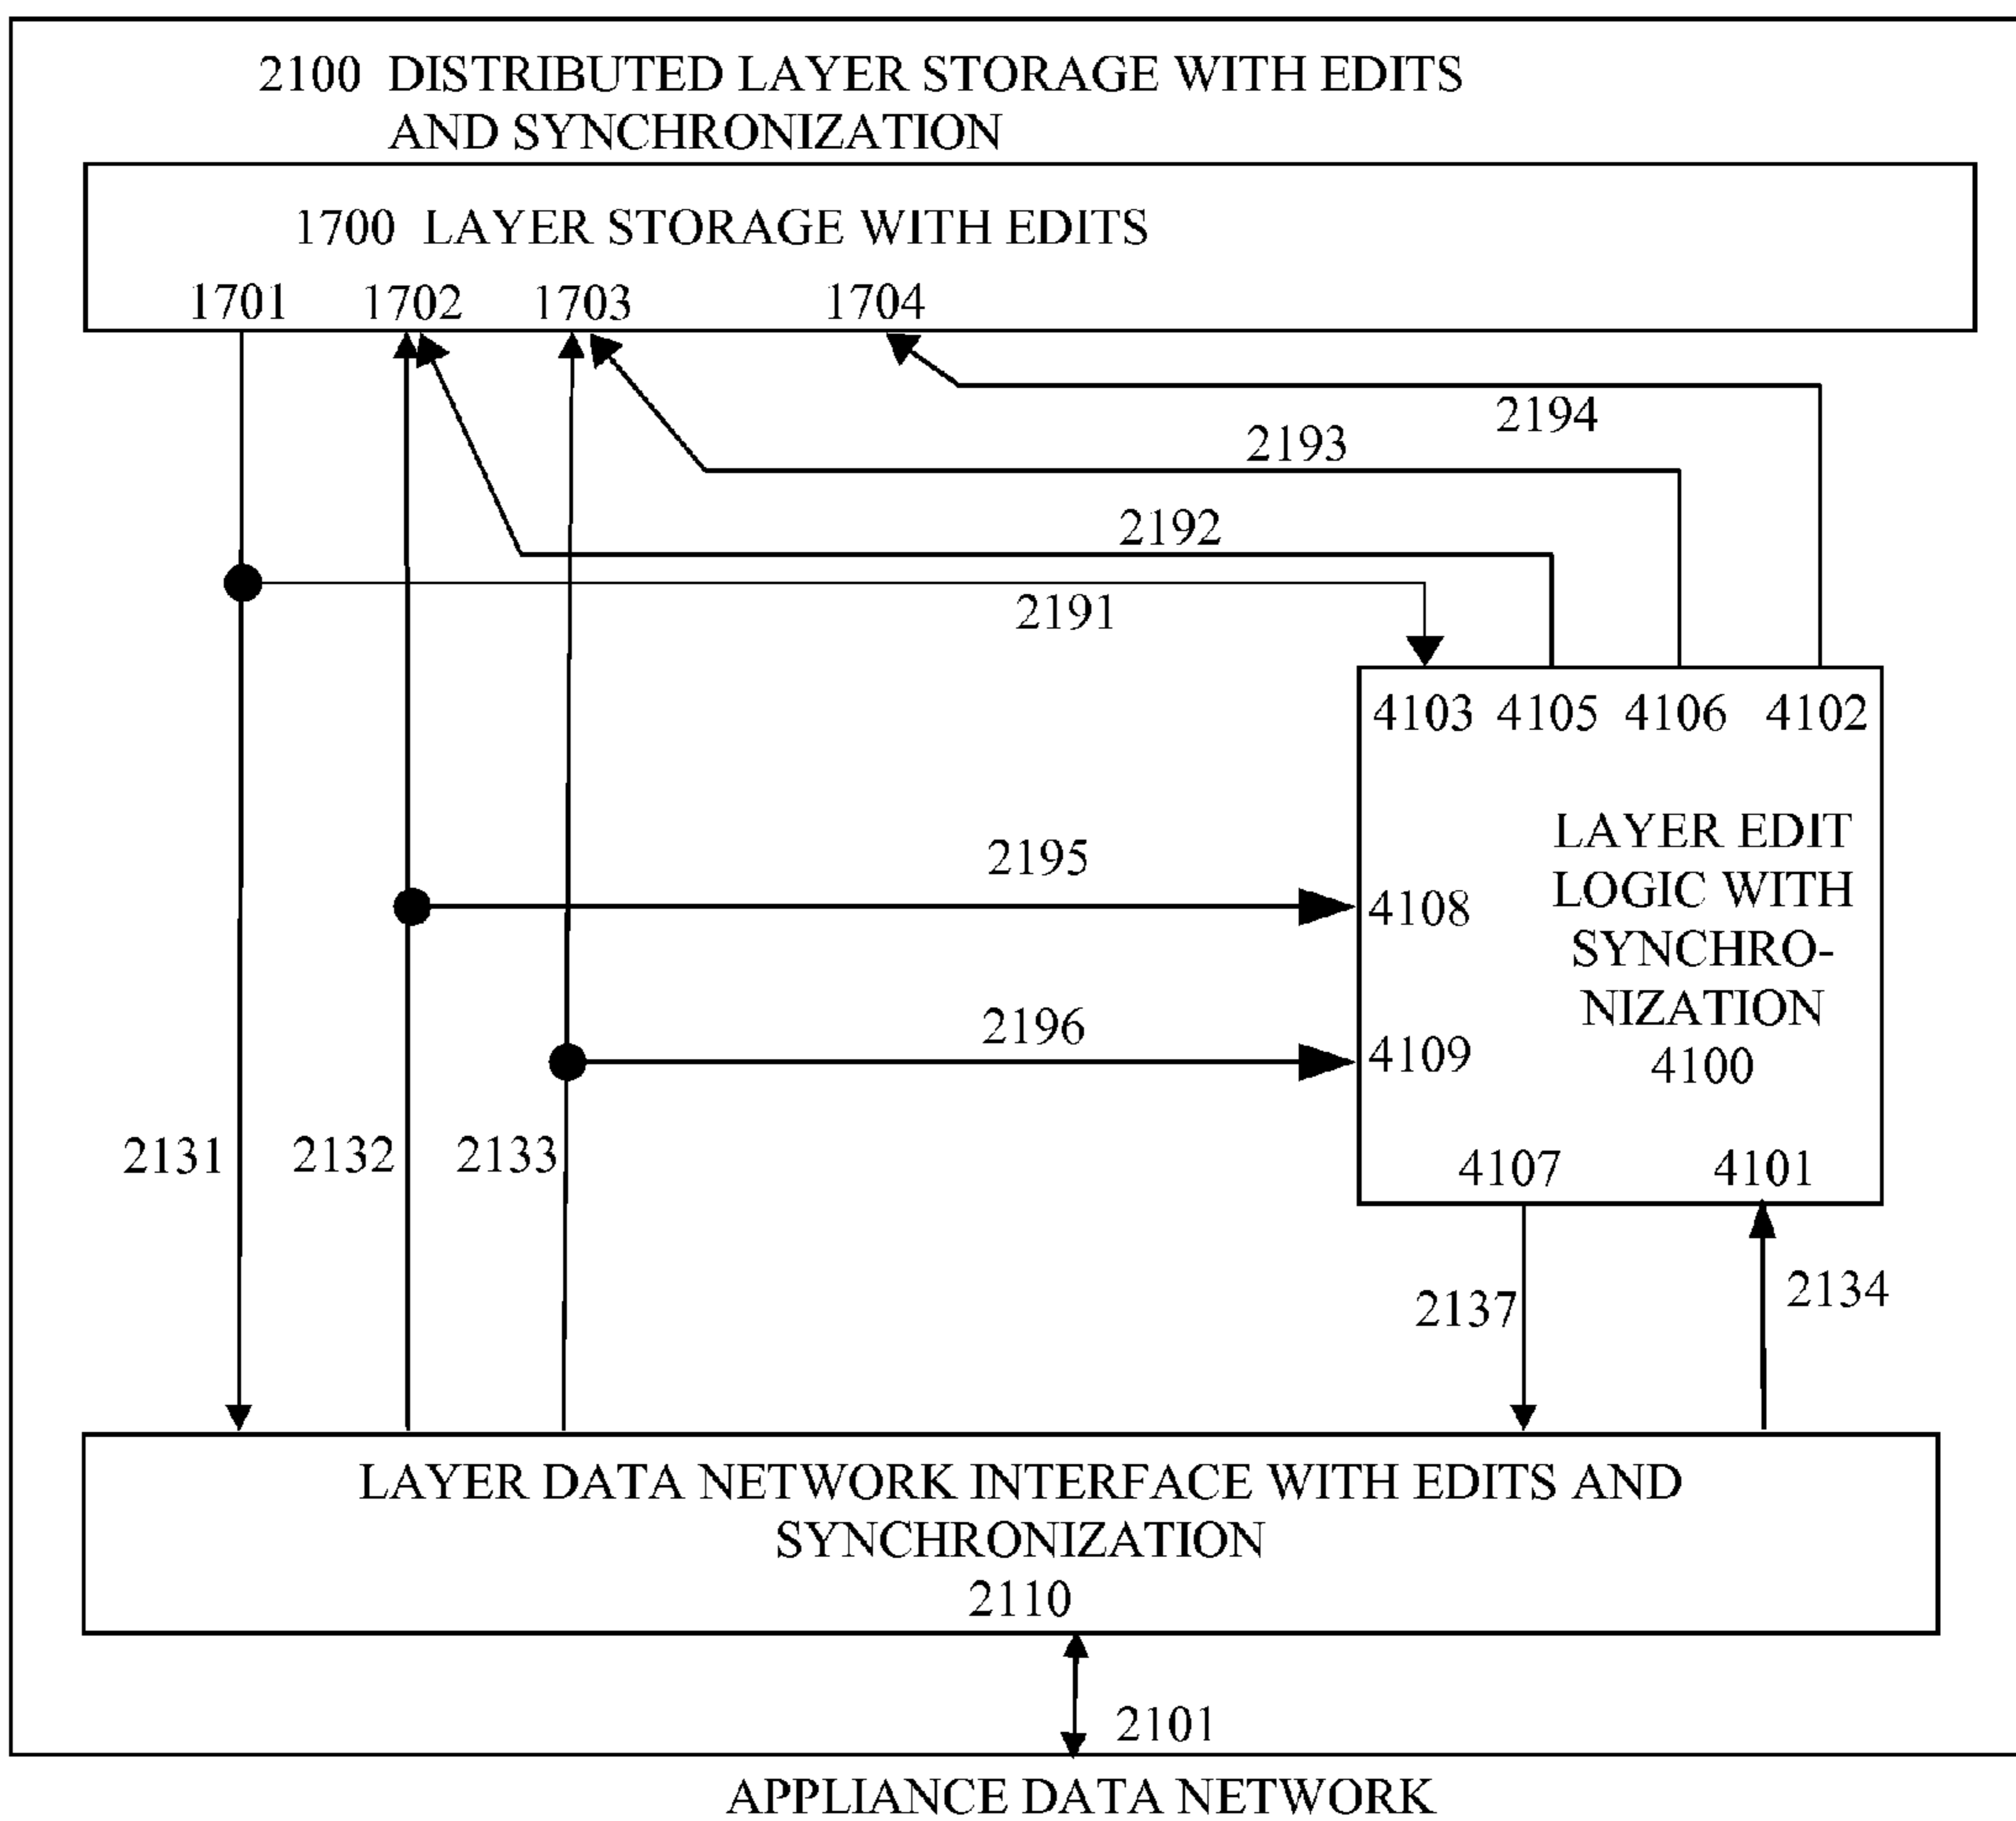 2100 DISTRIBUTED LAYER STORAGE WITH EDITS
AND SYNCHRONIZATION
1700 LAYER STORAGE WITH EDITS
1701 1702 1703 1704
2194
2193
2192
2191
4103 4105 4106 4102
LAYER EDIT
LOGIC WITH
SYNCHRO-
NIZATION
4100
2195
4108
2196
4109
2131 2132 2133
4107 4101
2137
2134
LAYER DATA NETWORK INTERFACE WITH EDITS AND
SYNCHRONIZATION
2110
2101
APPLIANCE DATA NETWORK